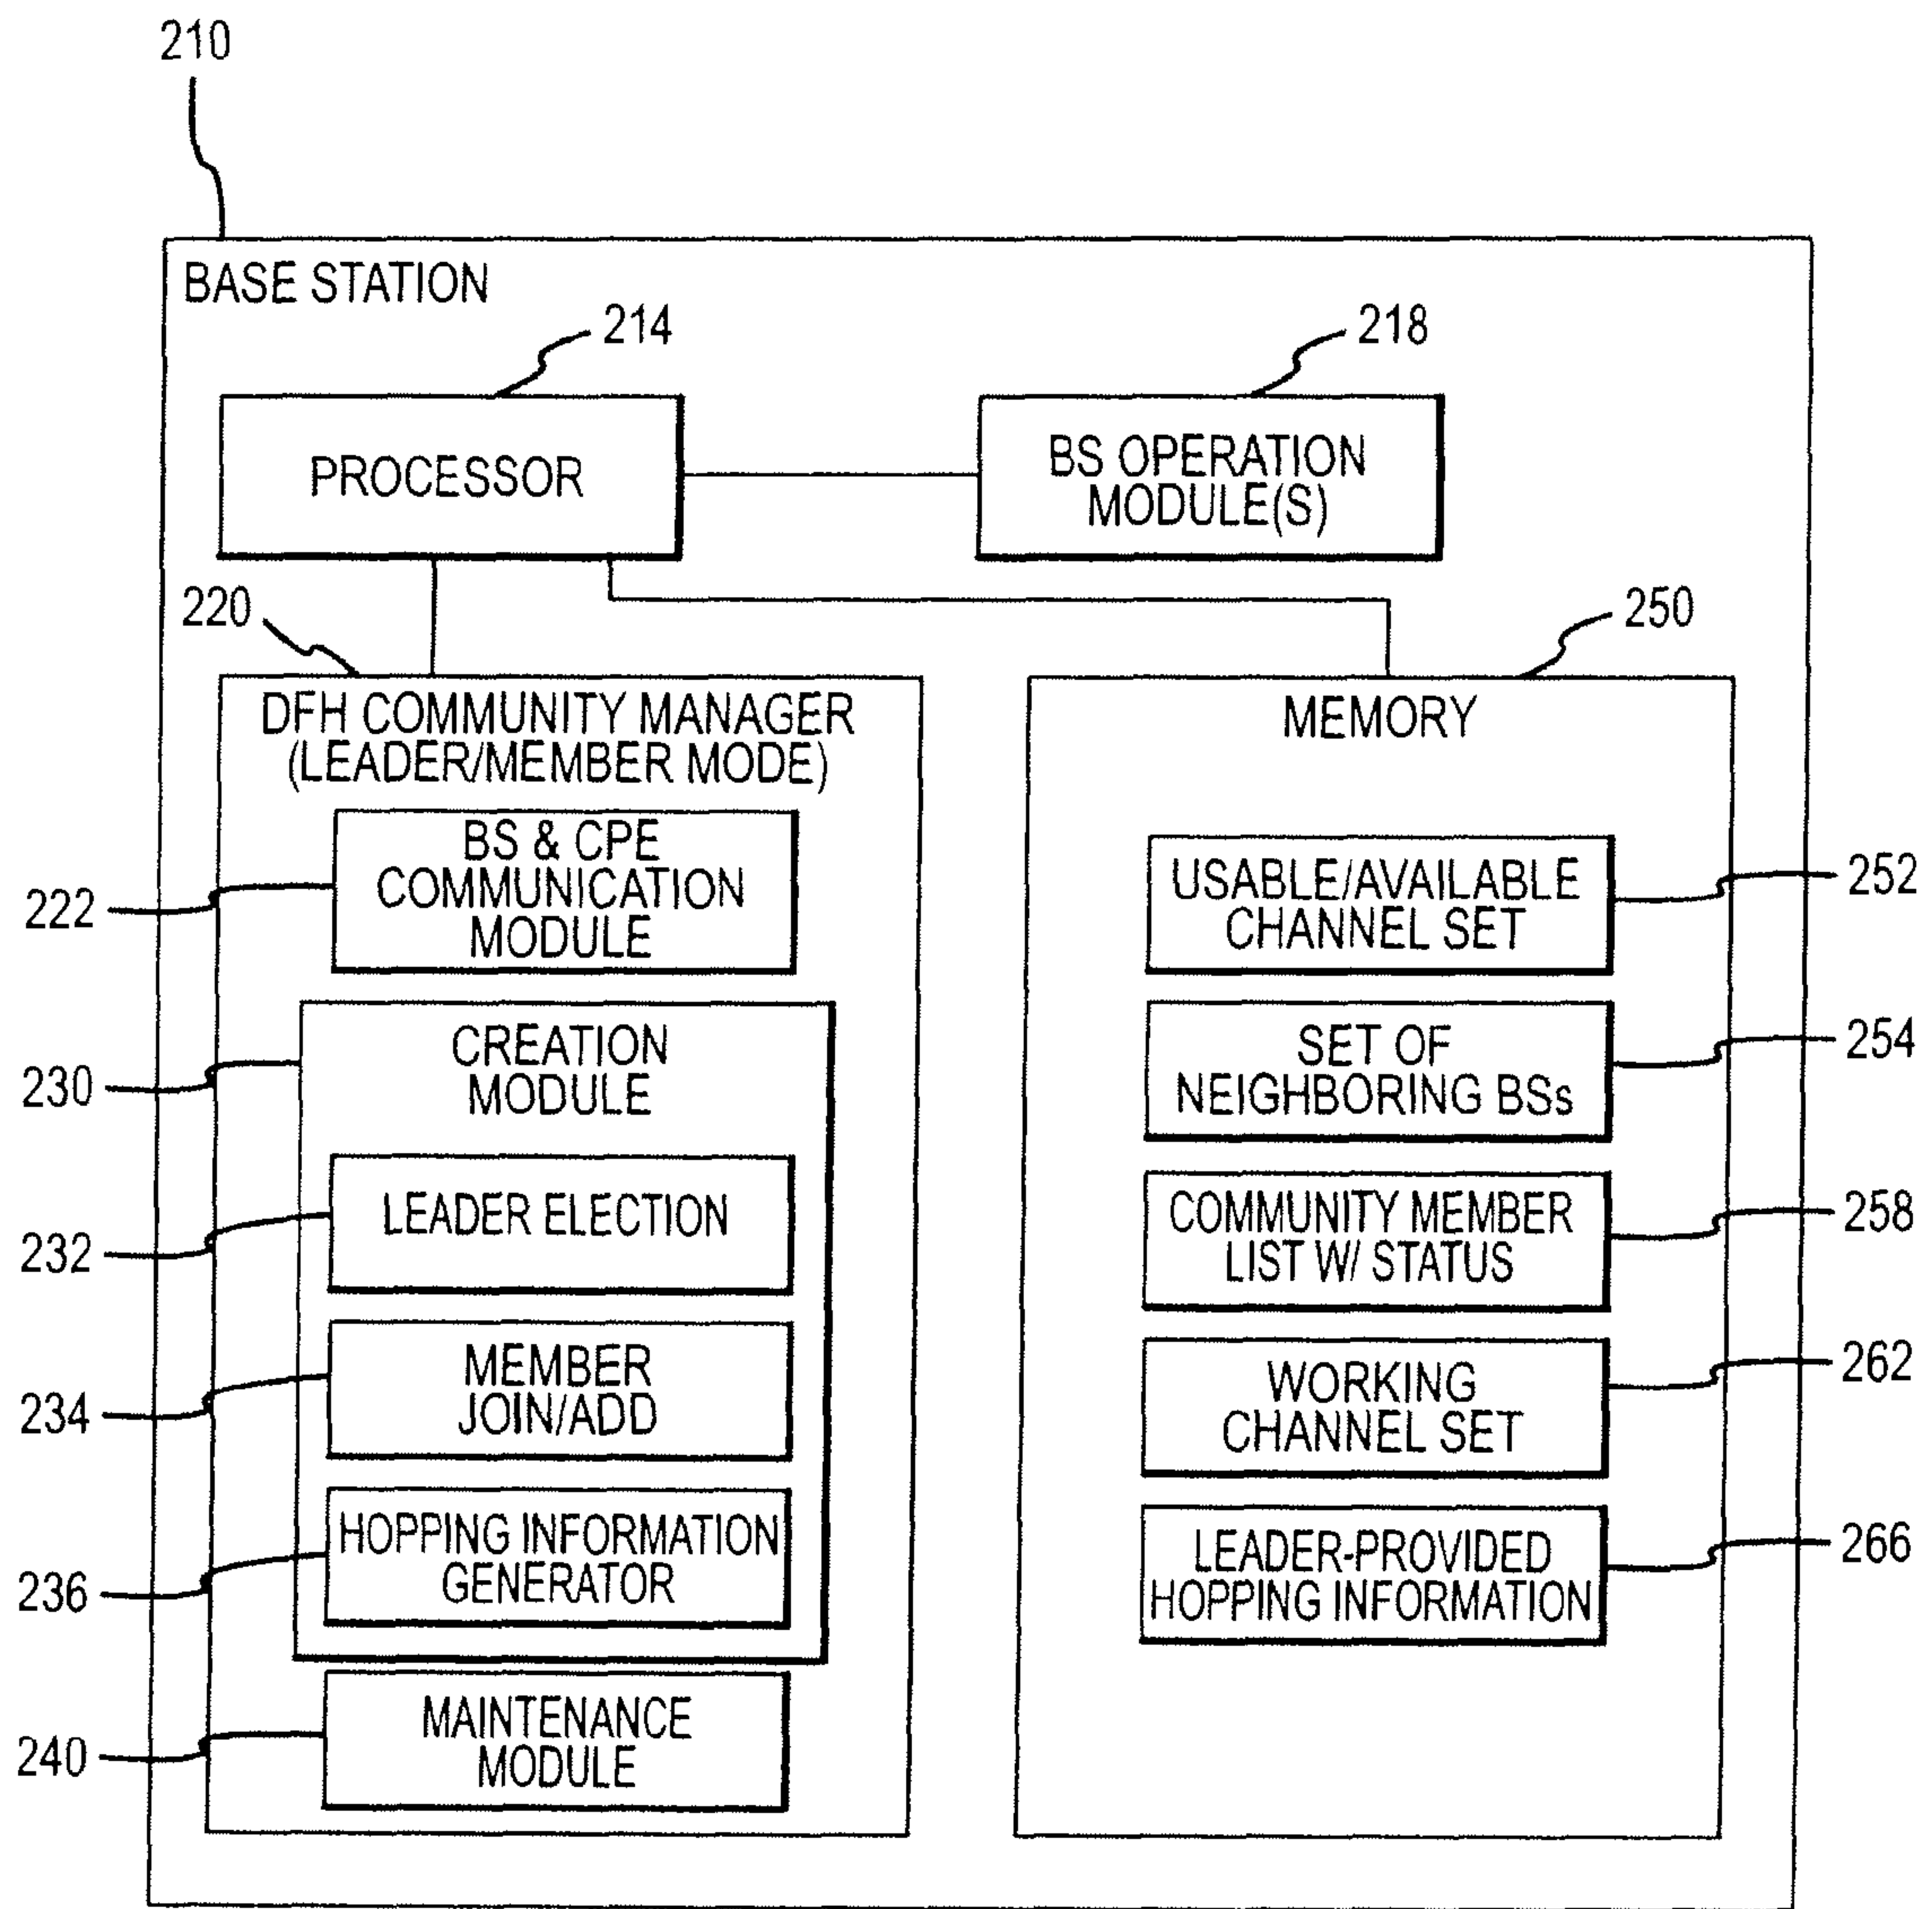 210
BASE STATION
214
218
PROCESSOR
BS OPERATION
MODULE(S)
220
250
DFH COMMUNITY MANAGER
(LEADER/MEMBER MODE)
MEMORY
BS & CPE
COMMUNICATION
MODULE
222
USABLE/AVAILABLE
CHANNEL SET
252
CREATION
MODULE
230
SET OF
NEIGHBORING BSs
254
LEADER ELECTION
232
COMMUNITY MEMBER
LIST W/ STATUS
258
MEMBER
JOIN/ADD
234
WORKING
CHANNEL SET
262
HOPPING INFORMATION
GENERATOR
236
LEADER-PROVIDED
HOPPING INFORMATION
266
MAINTENANCE
MODULE
240